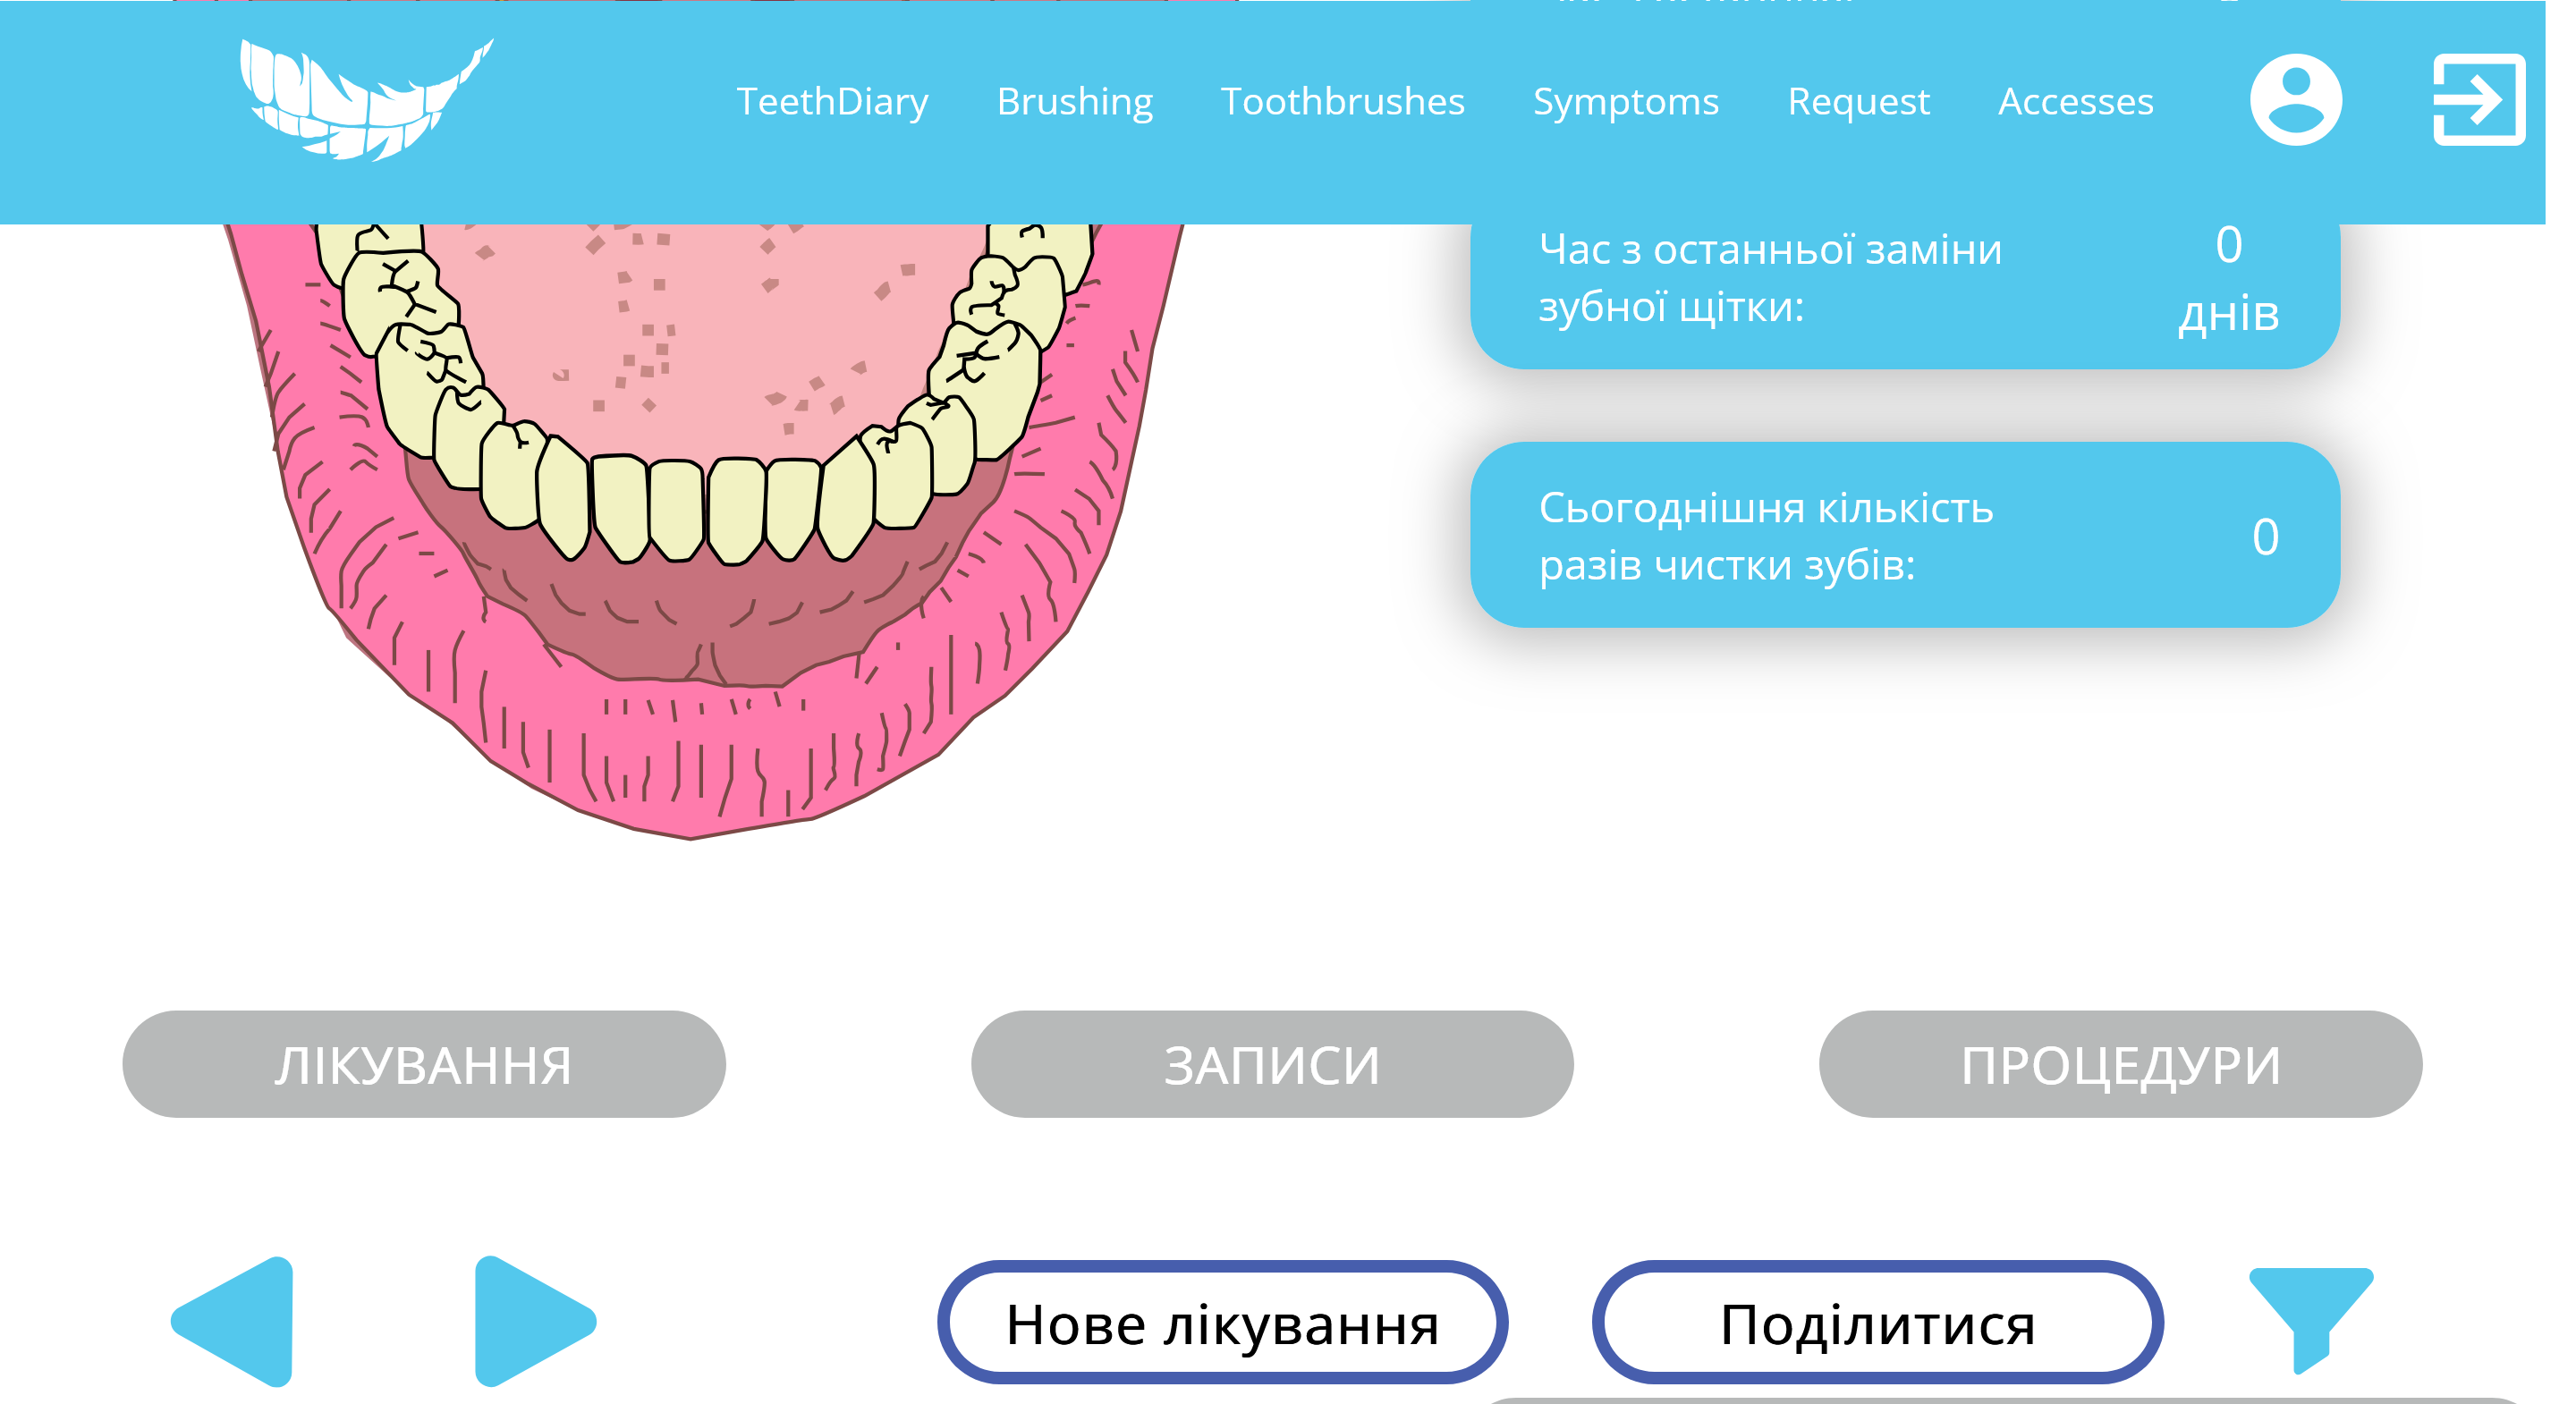 TeethDiary Brushing Toothbrushes Symptoms Request Accesses
Час з останньої заміни
зубної щітки:
0
днів
Сьогоднішня кількість
разів чистки зубів:
0
ЛІКУВАННЯ
ЗАПИСИ
ПРОЦЕДУРИ
Нове лікування
Поділитися